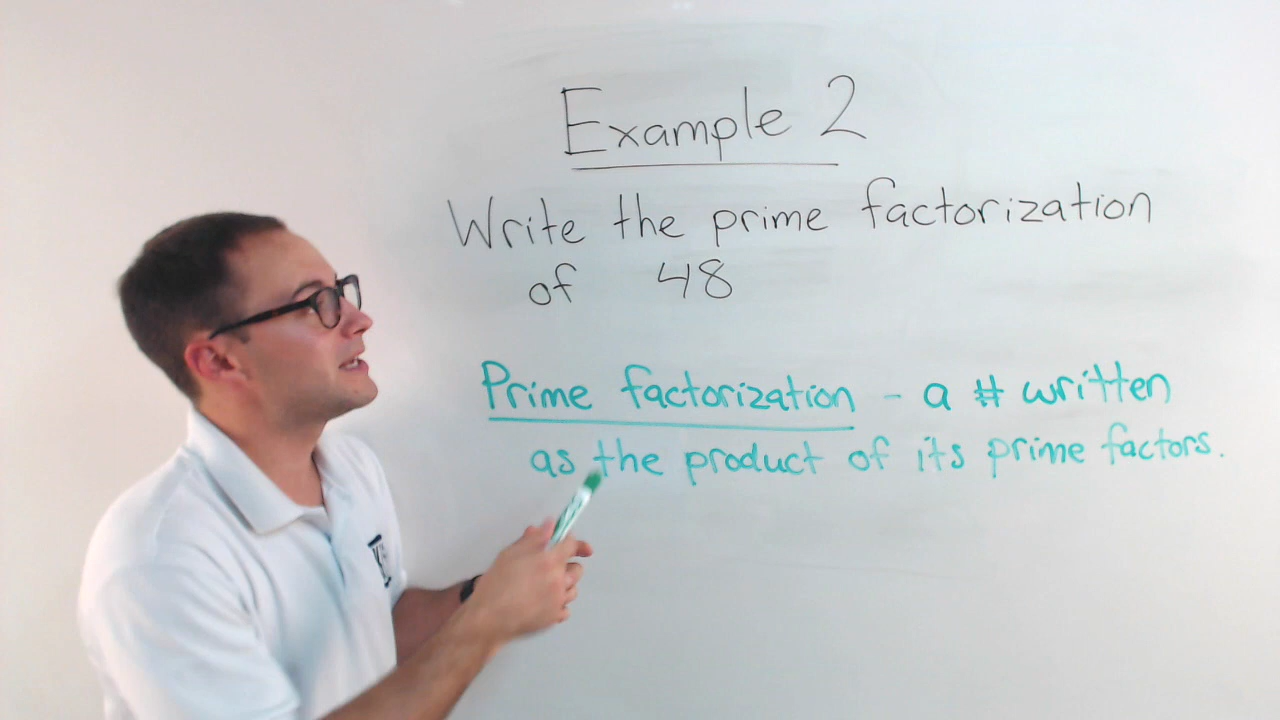 Example 2
Write the prime factorization
of 48
Prime factorization - a # written
as the product of its prime factors.